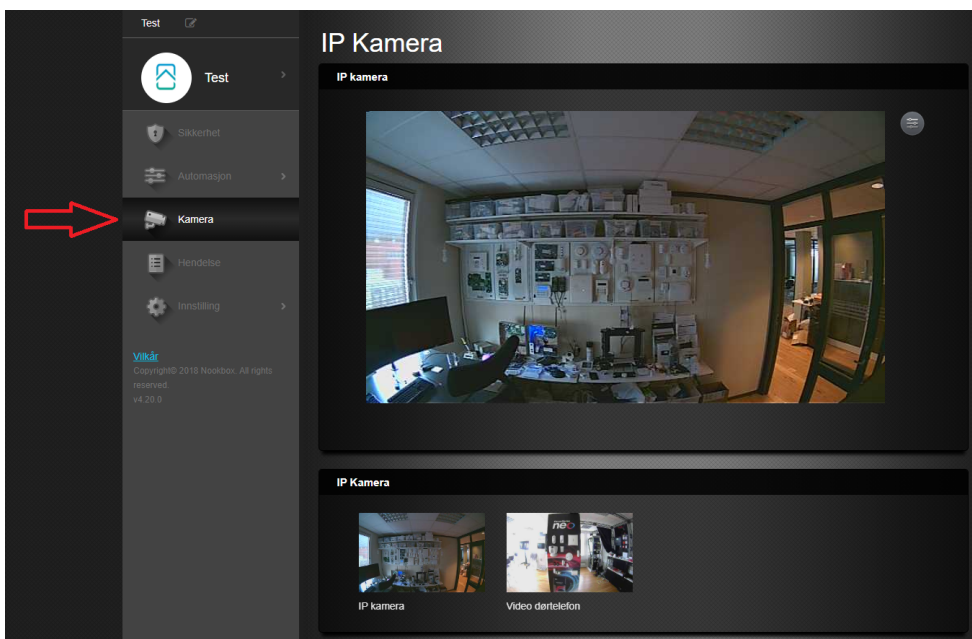 Test
Test
Sikkerhet
Automasjon
Kamera
Hendelse
Innstilling
Vilkår
Copyright© 2018 Nookbox. All rights
reserved.
v4.20.0
IP Kamera
IP kamera
IP Kamera
neo
IP kamera
Video dørtelefon